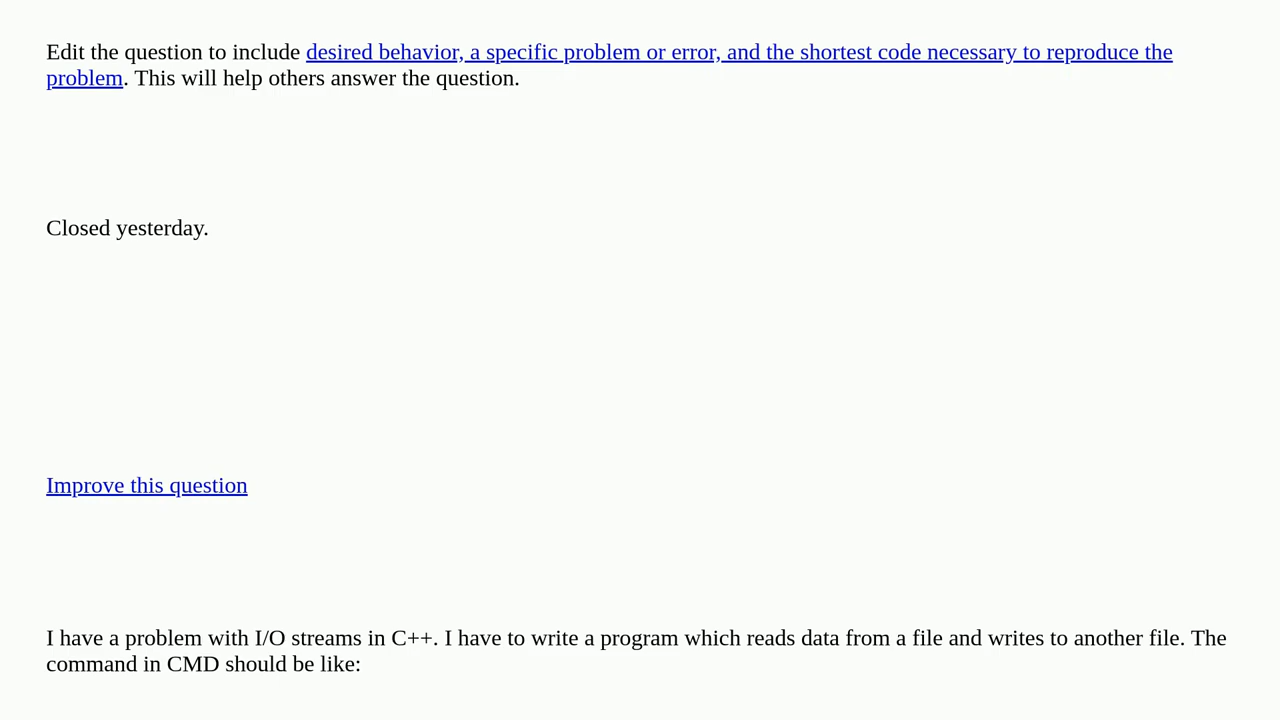 Edit the question to include desired behavior, a specific problem or error, and the shortest code necessary to reproduce the
problem. This will help others answer the question.
Closed yesterday.
Improve this question
I have a problem with I/O streams in C++. I have to write a program which reads data from a file and writes to another file. The
command in CMD should be like: